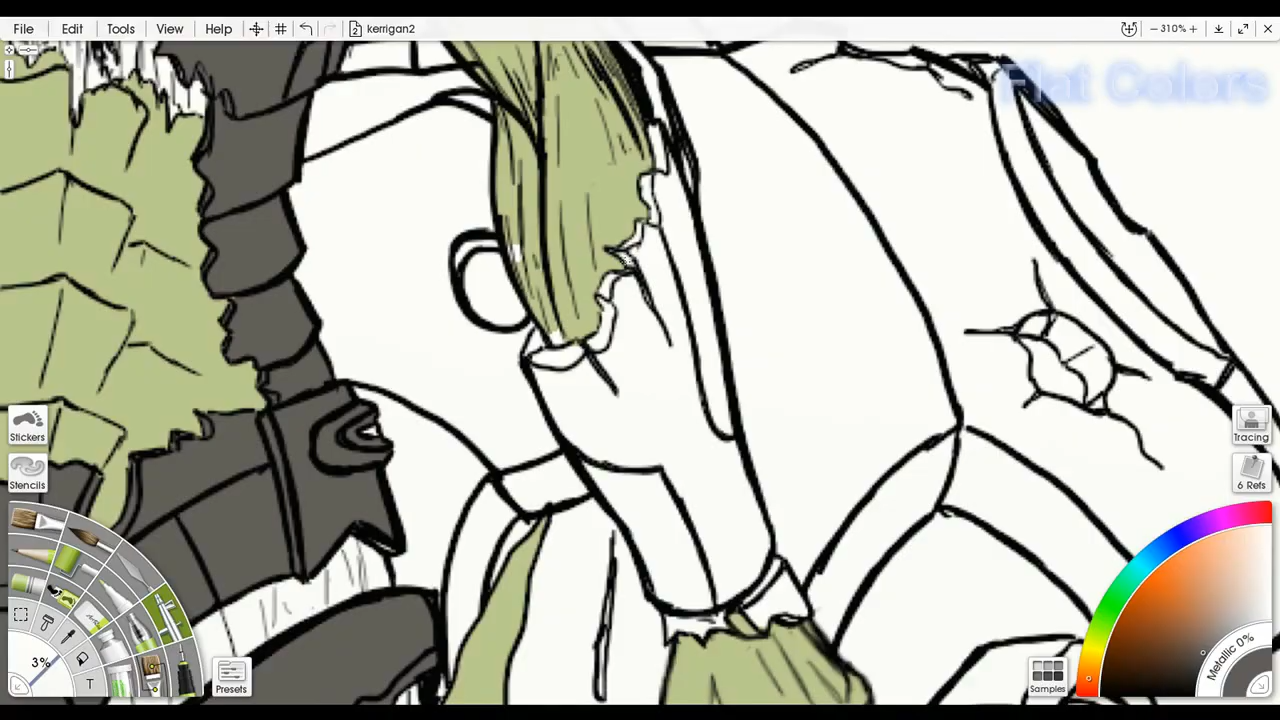 File Edit Tools View Help kerrigan2 − 310% +
Flat Colors
Stickers
Stencils
Tracing
6 Refs
3%
T
Presets
Samples
Metallic 0%